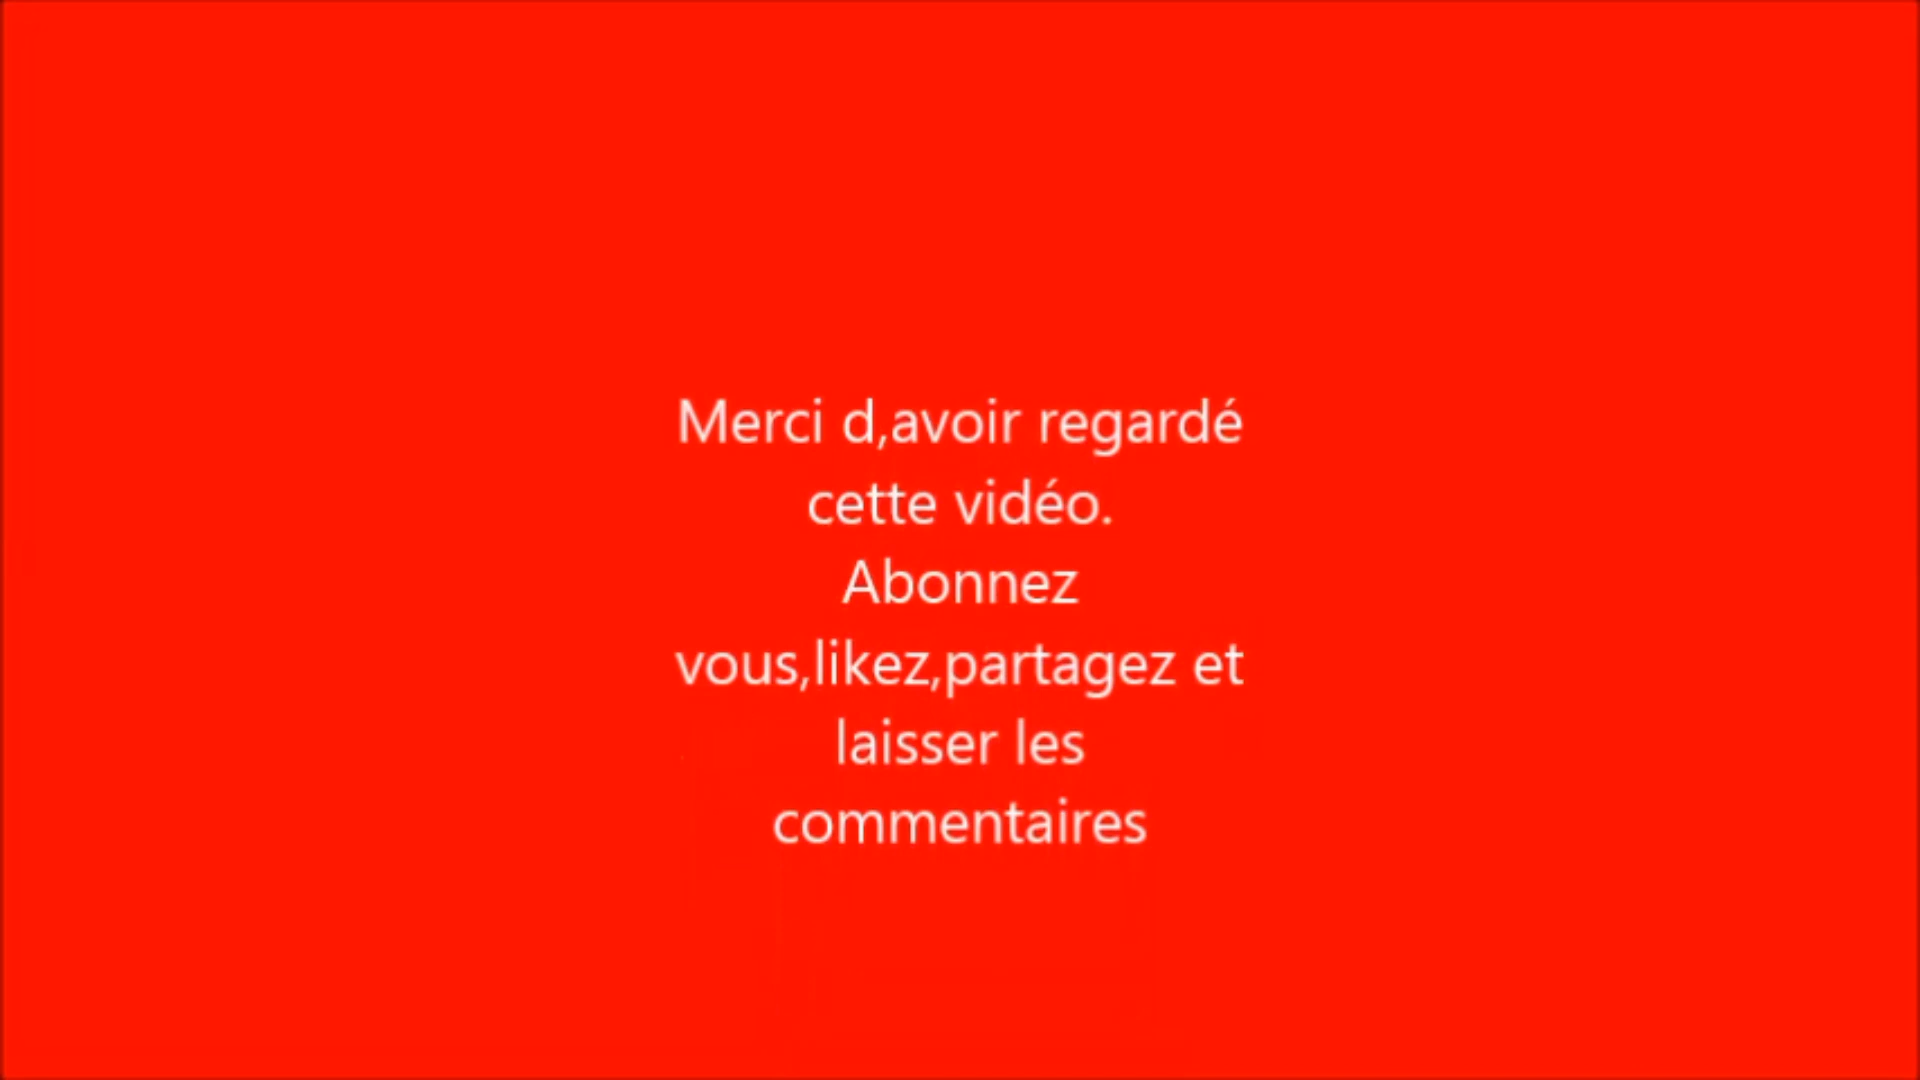 Merci d,avoir regardé
cette vidéo.
Abonnez
vous,likez,partagez et
laisser les
commentaires